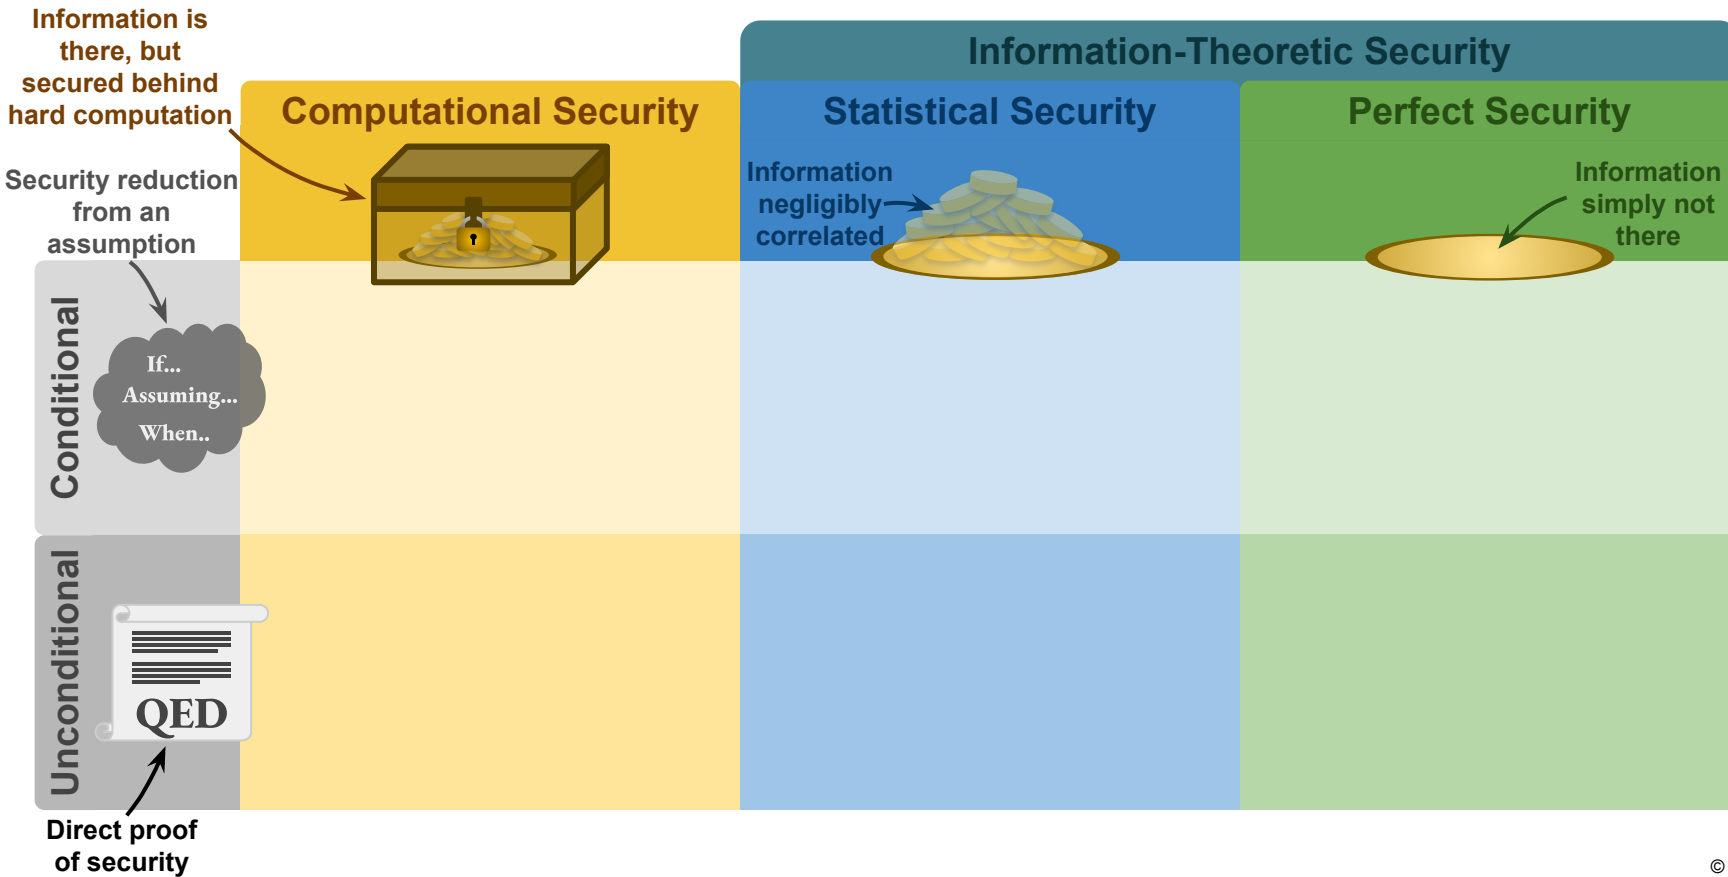 Information is
there, but
secured behind
hard computation
Information-Theoretic Security
Computational Security
Statistical Security
Perfect Security
Security reduction
from an
assumption
Information
negligibly
correlated
Information
simply not
there
Conditional
If...
Assuming...
When..
Unconditional
QED
Direct proof
of security
©